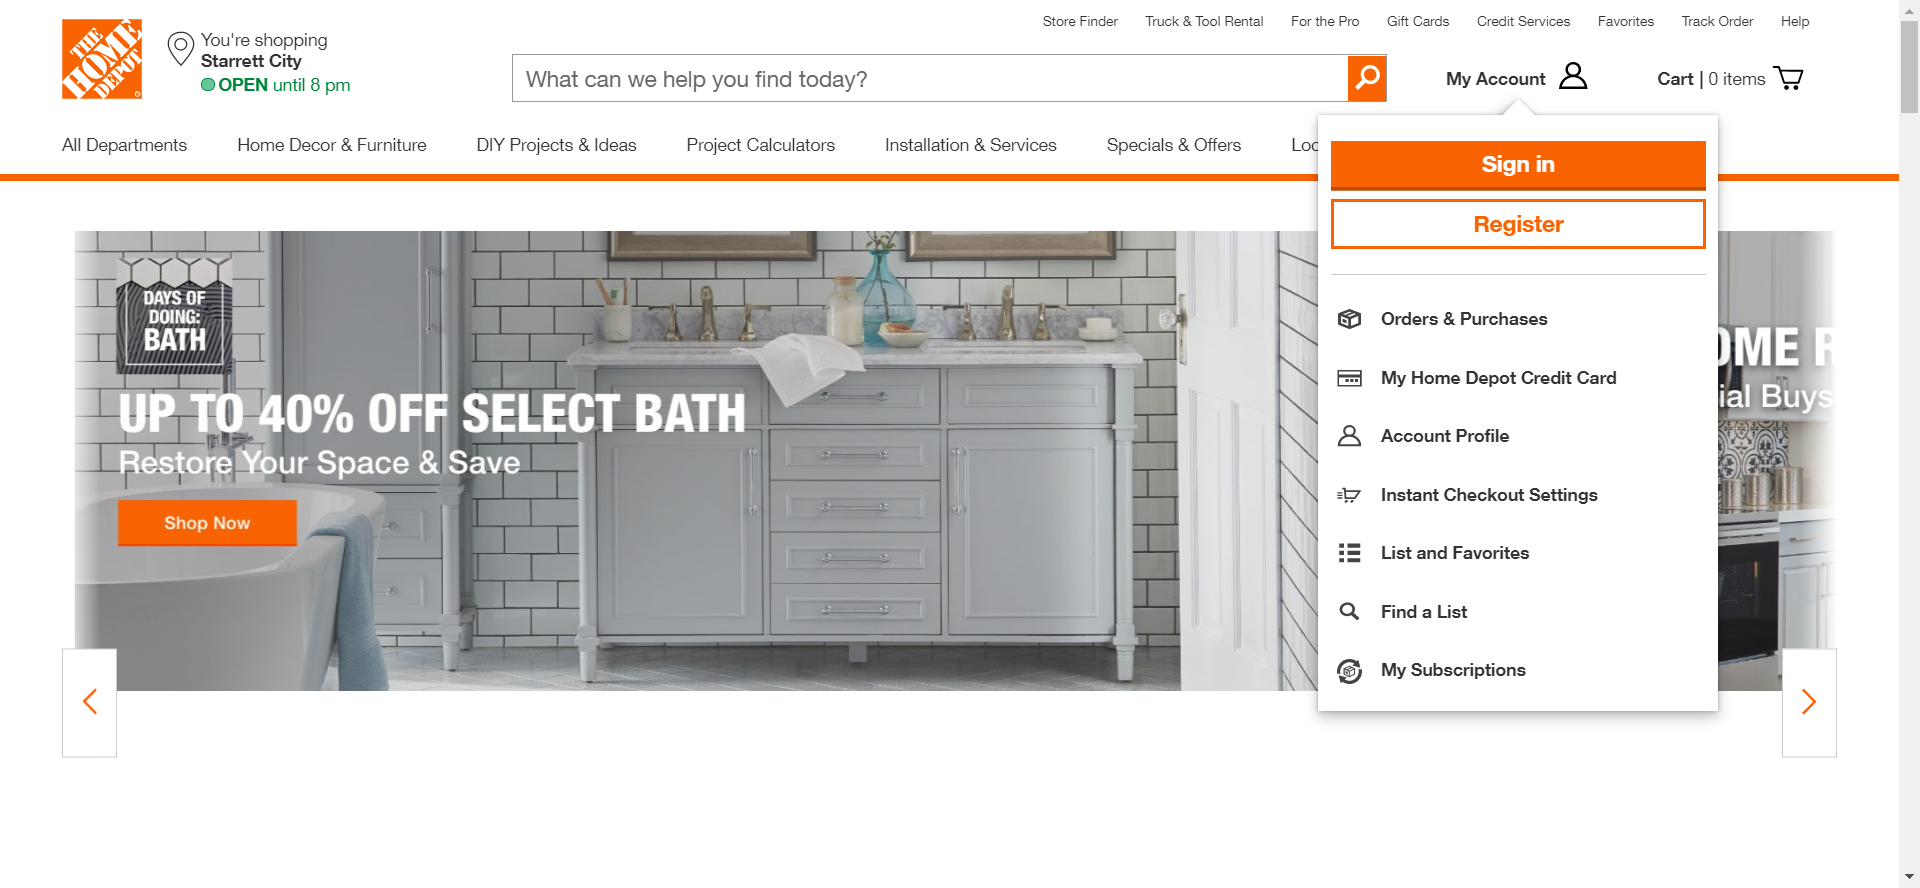 Store Finder
Truck & Tool Rental
For the Pro
Gift Cards
Credit Services
Favorites
Track Order
Help
THE HOME DEPOT
You're shopping
Starrett City
OPEN until 8 pm
What can we help you find today?
My Account
Cart | 0 items
All Departments
Home Decor & Furniture
DIY Projects & Ideas
Project Calculators
Installation & Services
Specials & Offers
Sign in
Register
Orders & Purchases
My Home Depot Credit Card
Account Profile
Instant Checkout Settings
List and Favorites
Find a List
My Subscriptions
DAYS OF
DOING:
BATH
UP TO 40% OFF SELECT BATH
Restore Your Space & Save
Shop Now
Buys